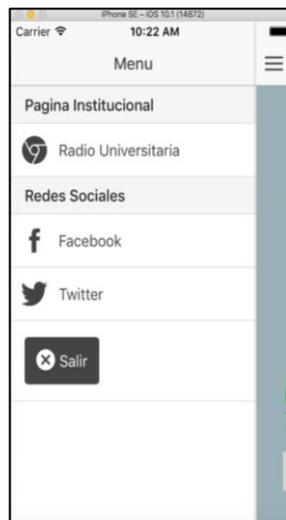 iPhone SE – iOS 10.1 (14B72)
Carrier 10:22 AM
Menu
Pagina Institucional
Radio Universitaria
Redes Sociales
Facebook
Twitter
Salir